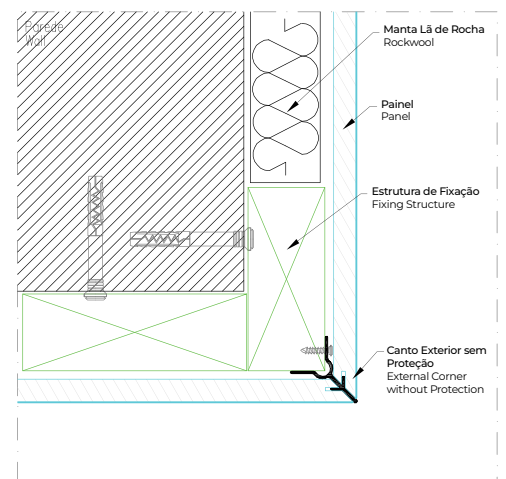 Parede
Wall
Manta Lã de Rocha
Rockwool
Painel
Panel
Estrutura de Fixação
Fixing Structure
Canto Exterior sem
Proteção
External Corner
without Protection